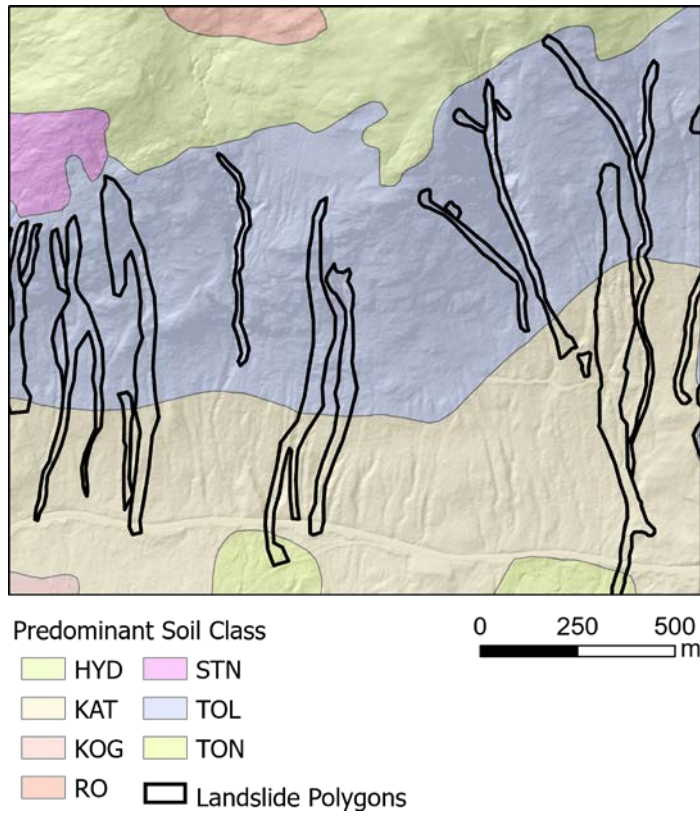 Predominant Soil Class
HYD
STN
KAT
TOL
KOG
TON
RO
Landslide Polygons
0 250 500
m